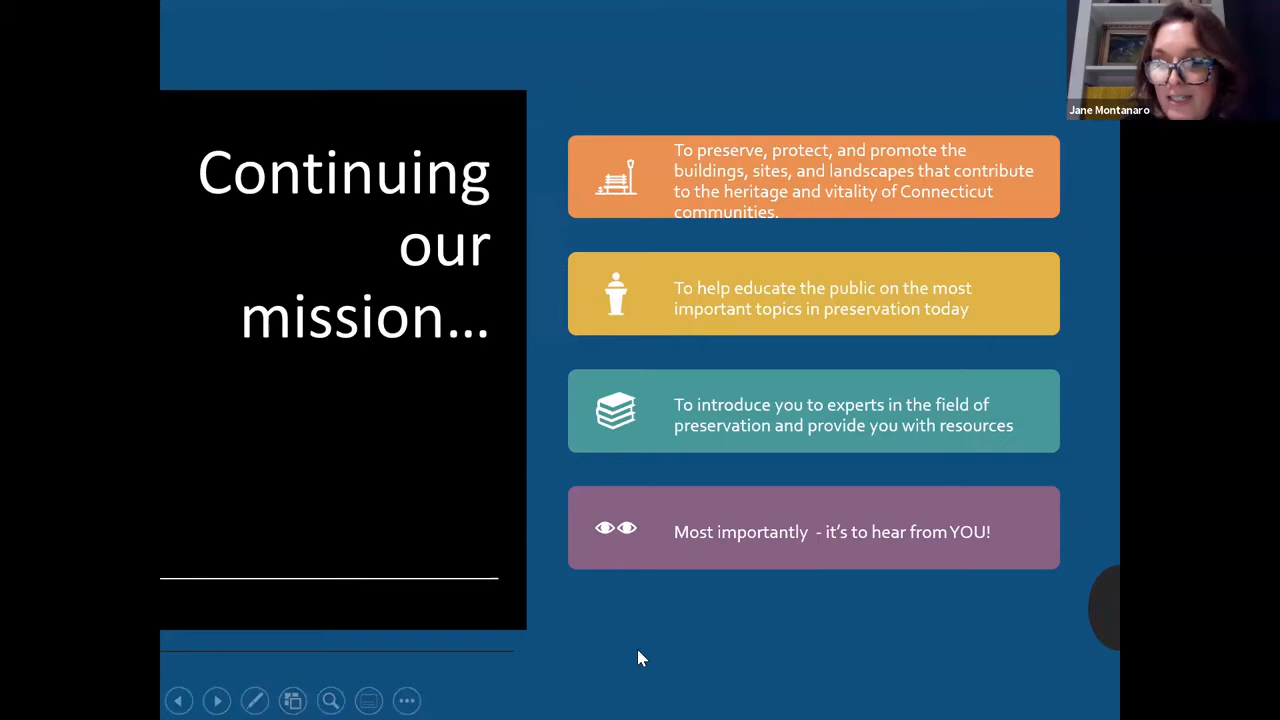 Jane Montanaro
Continuing
our
mission...
To preserve, protect, and promote the
buildings, sites, and landscapes that contribute
to the heritage and vitality of Connecticut
communities.
To help educate the public on the most
important topics in preservation today
To introduce you to experts in the field of
preservation and provide you with resources
Most importantly - it's to hear from YOU!